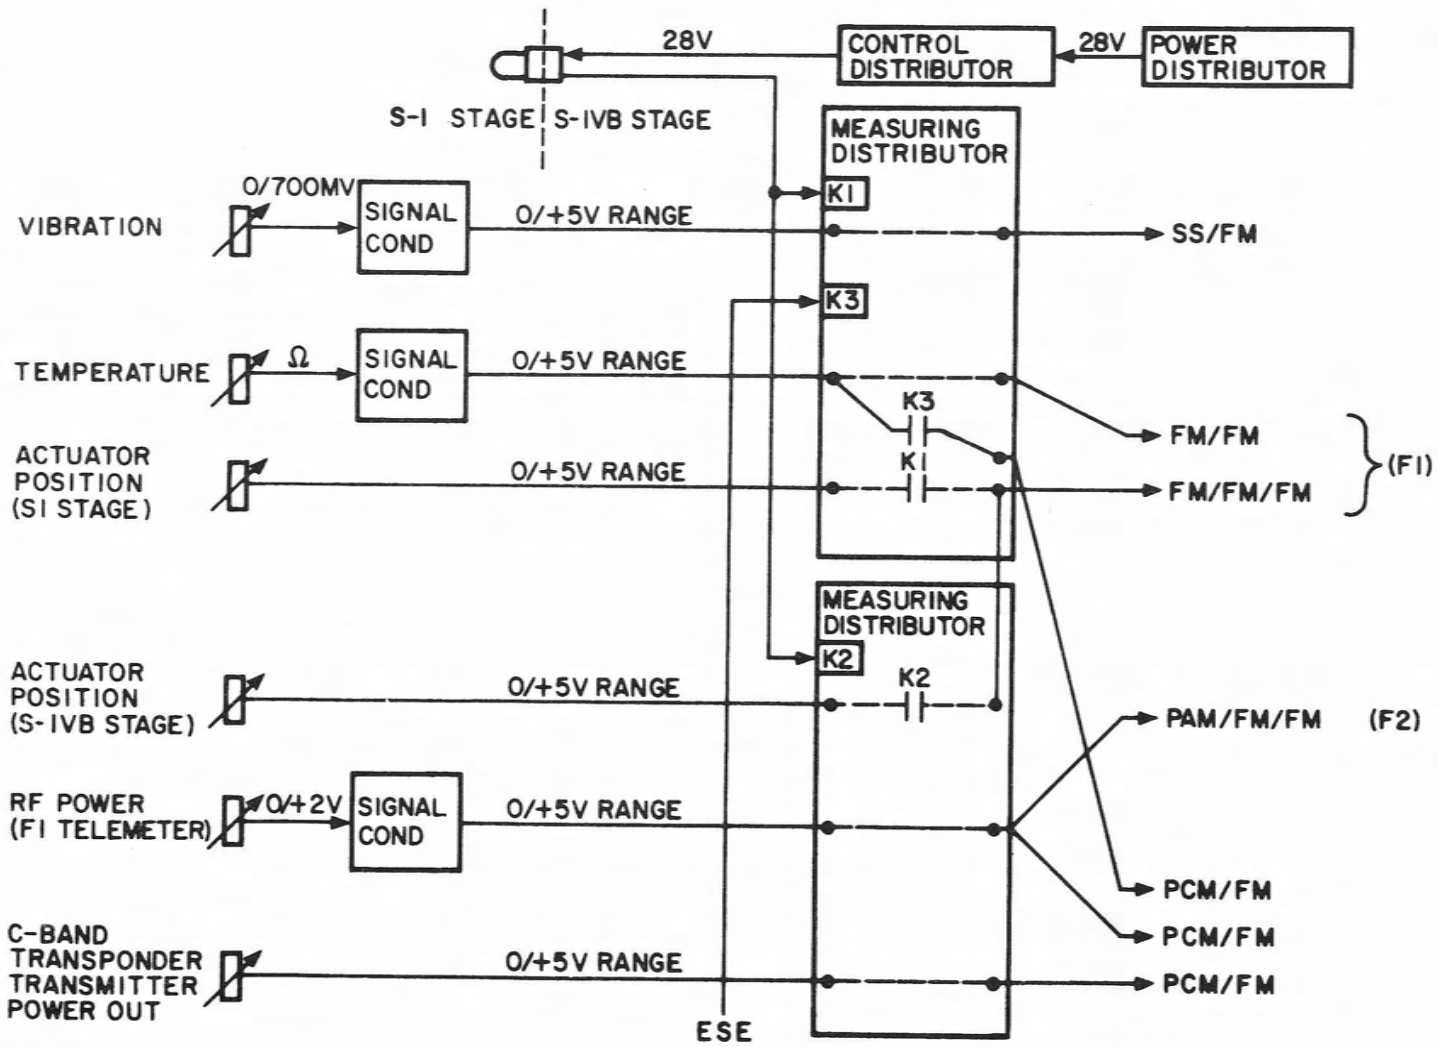 28V
CONTROL
DISTRIBUTOR
28V
POWER
DISTRIBUTOR
S-I STAGE
S-IVB STAGE
MEASURING
DISTRIBUTOR
K1
VIBRATION
0/700MV
SIGNAL
COND
0/+5V RANGE
SS/FM
K3
TEMPERATURE
Ω
SIGNAL
COND
0/+5V RANGE
K3
FM/FM
ACTUATOR
POSITION
(SI STAGE)
0/+5V RANGE
K1
FM/FM/FM
(F1)
MEASURING
DISTRIBUTOR
K2
ACTUATOR
POSITION
(S-IVB STAGE)
0/+5V RANGE
K2
PAM/FM/FM
(F2)
RF POWER
(F1 TELEMETER)
0/+2V
SIGNAL
COND
0/+5V RANGE
PCM/FM
PCM/FM
C-BAND
TRANSPONDER
TRANSMITTER
POWER OUT
0/+5V RANGE
PCM/FM
ESE